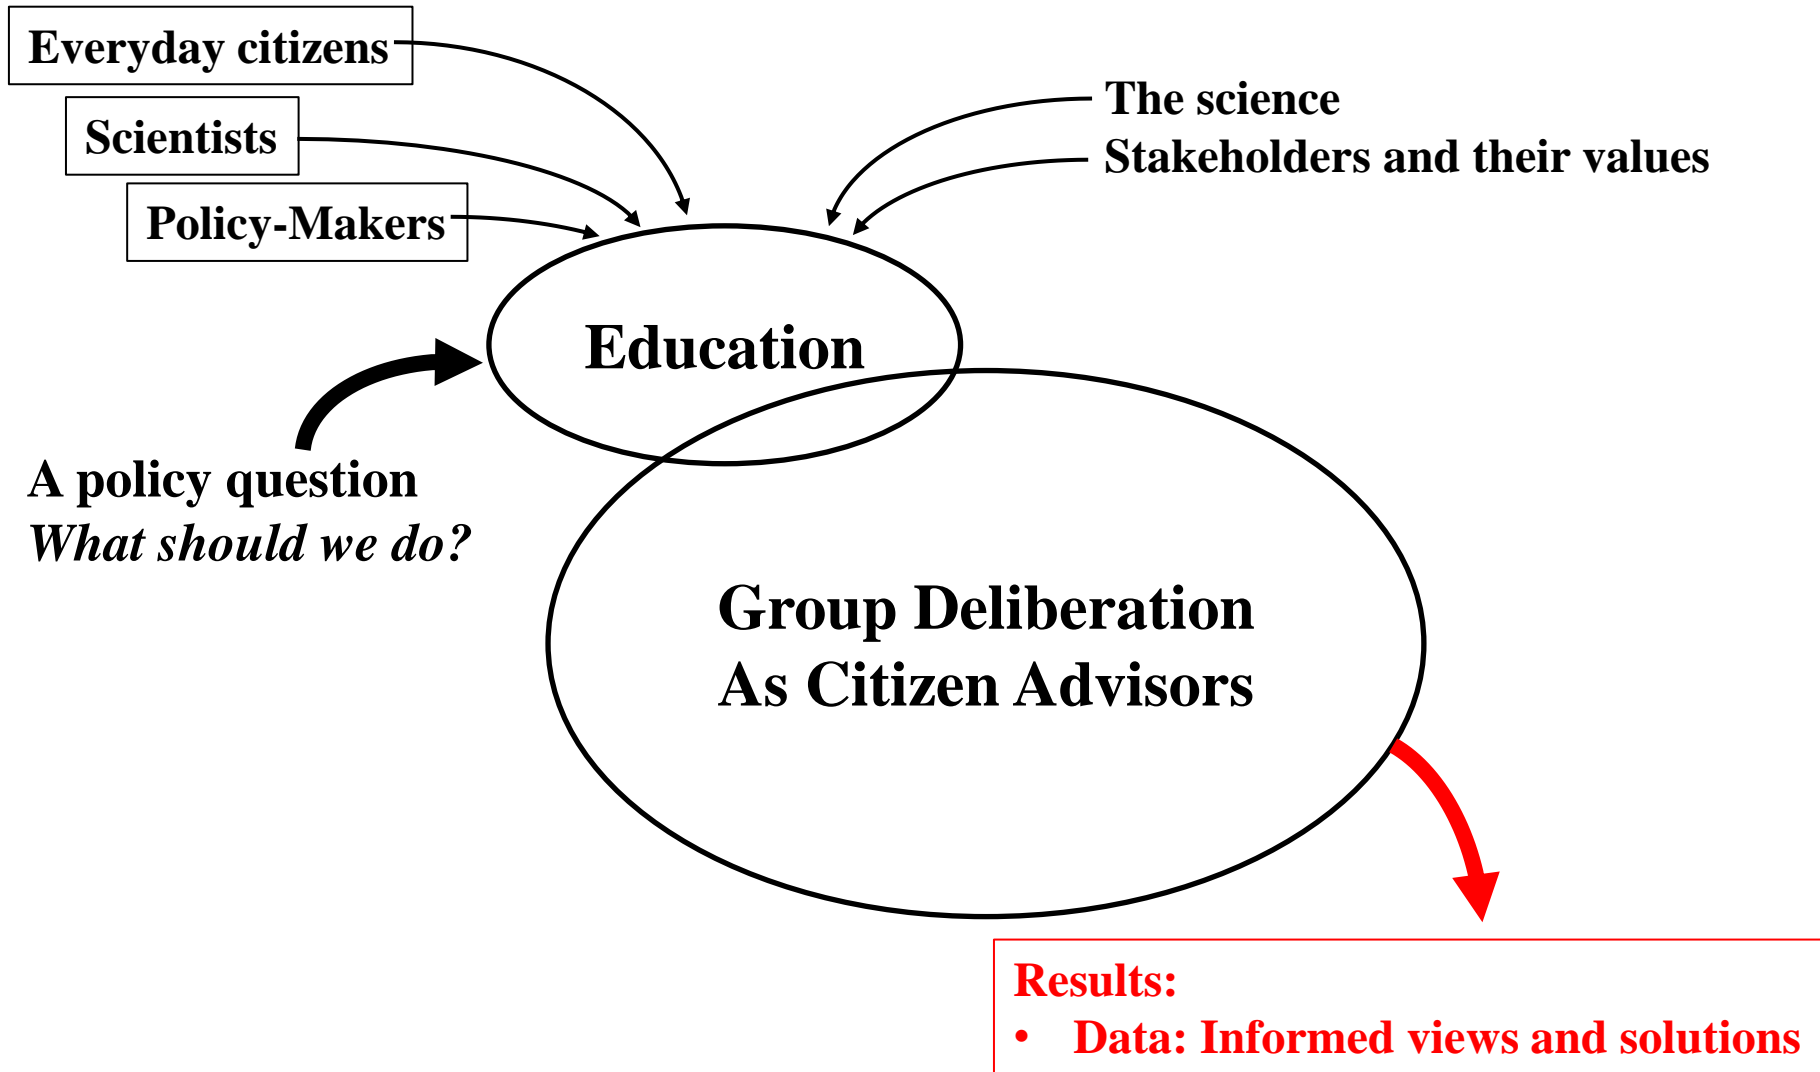 Everyday citizens
Scientists
Policy-Makers
The science
Stakeholders and their values
Education
A policy question
What should we do?
Group Deliberation
As Citizen Advisors
Results:
• Data: Informed views and solutions